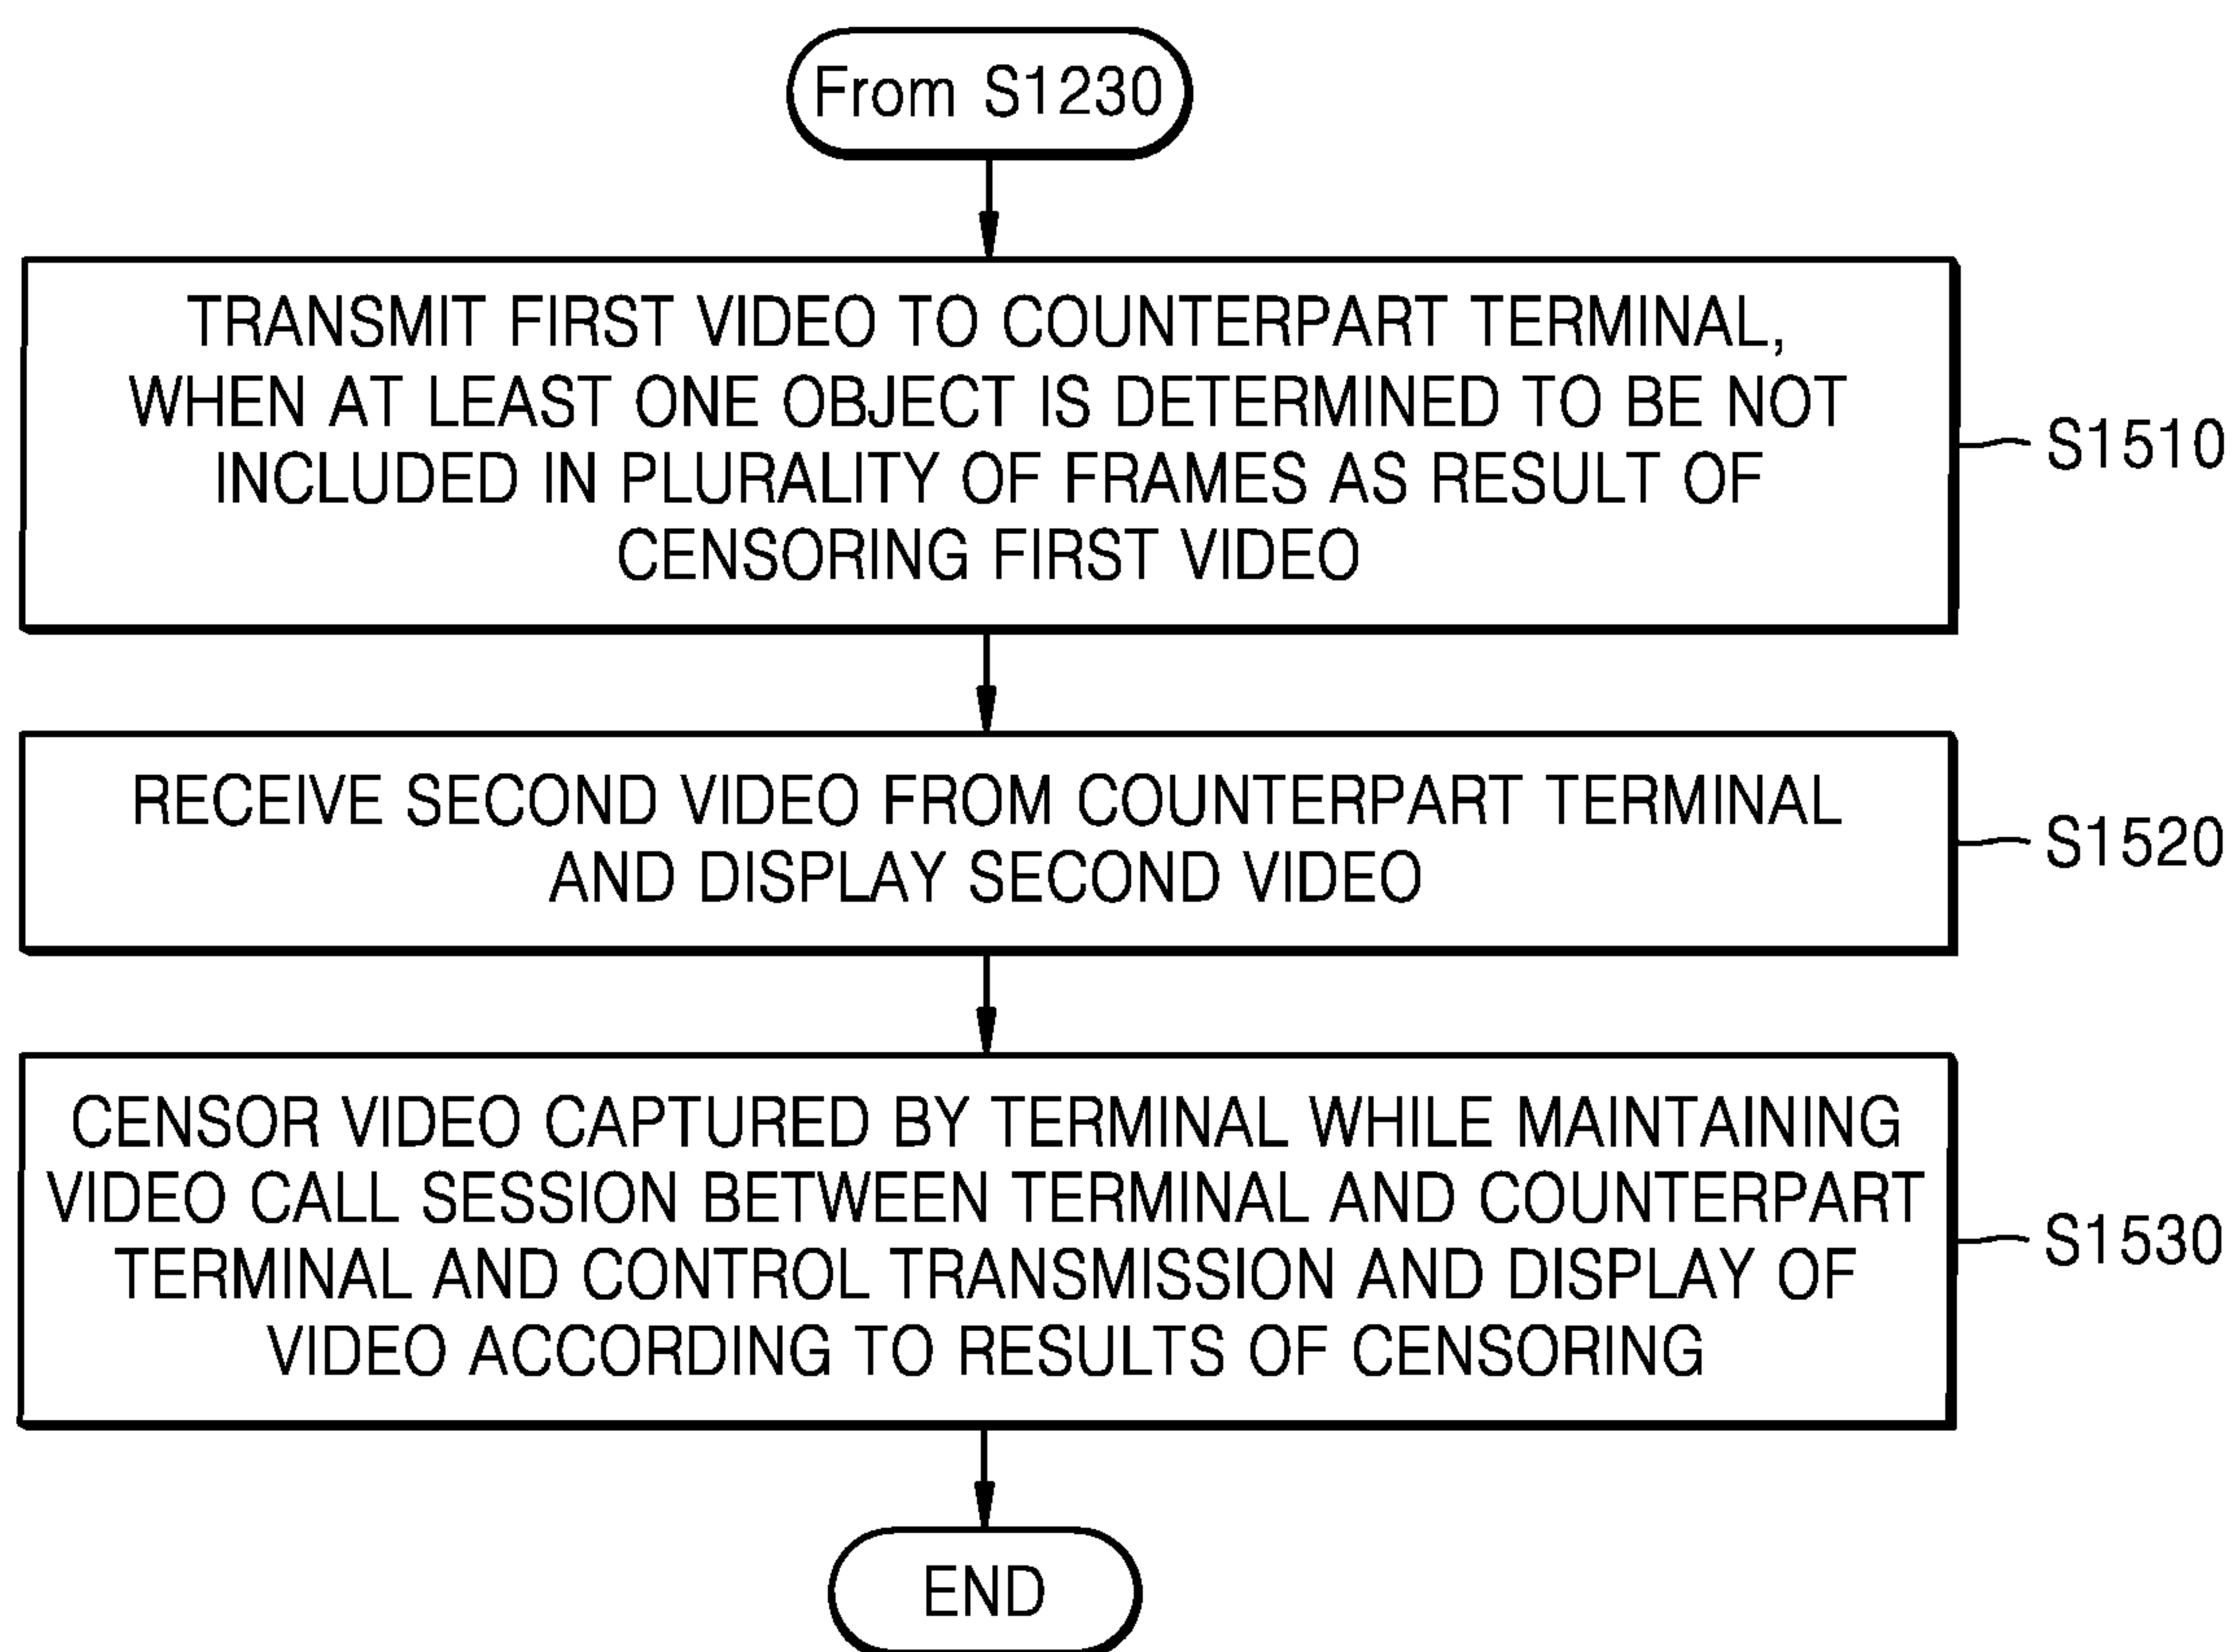 From S1230
TRANSMIT FIRST VIDEO TO COUNTERPART TERMINAL,
WHEN AT LEAST ONE OBJECT IS DETERMINED TO BE NOT
INCLUDED IN PLURALITY OF FRAMES AS RESULT OF
CENSORING FIRST VIDEO
S1510
RECEIVE SECOND VIDEO FROM COUNTERPART TERMINAL
AND DISPLAY SECOND VIDEO
S1520
CENSOR VIDEO CAPTURED BY TERMINAL WHILE MAINTAINING
VIDEO CALL SESSION BETWEEN TERMINAL AND COUNTERPART
TERMINAL AND CONTROL TRANSMISSION AND DISPLAY OF
VIDEO ACCORDING TO RESULTS OF CENSORING
S1530
END